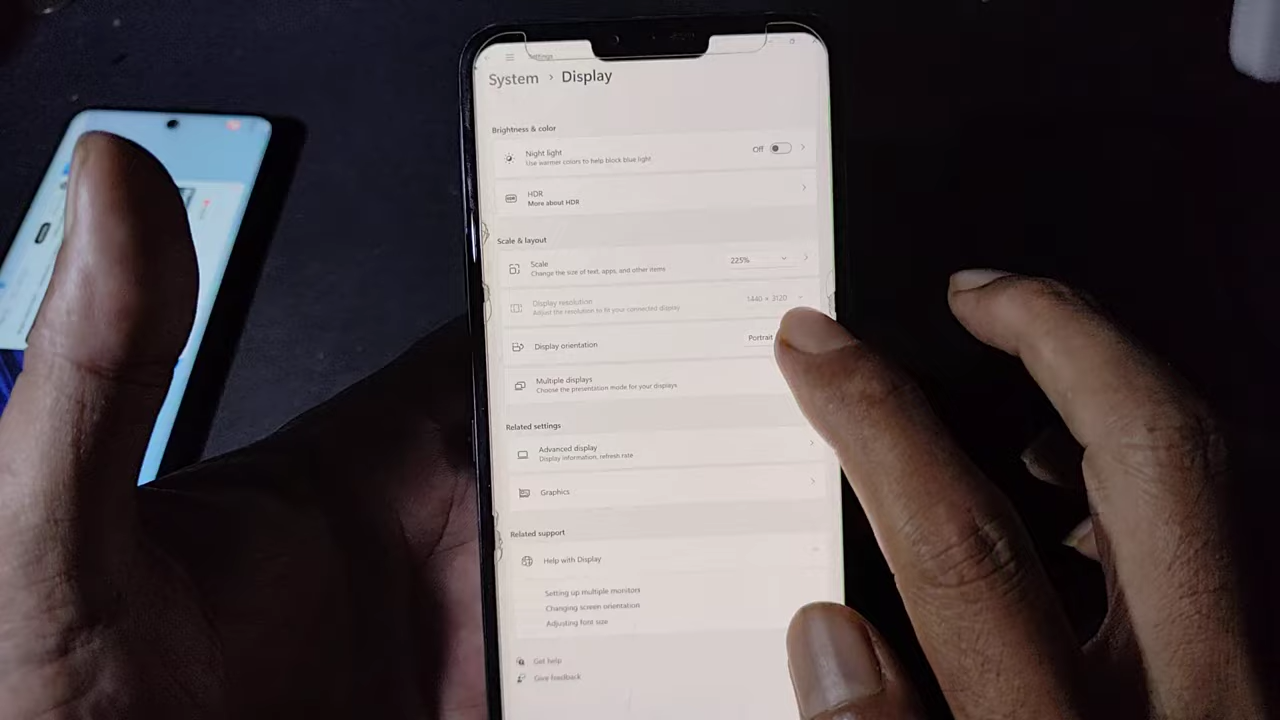 Settings
System > Display
Brightness & color
Night light
Use warmer colors to help block blue light
Off
HDR
More about HDR
Scale & layout
Scale
Change the size of text, apps, and other items
225%
Display resolution
Adjust the resolution to fit your connected display
1440 × 3120
Display orientation
Portrait
Multiple displays
Choose the presentation mode for your displays
Related settings
Advanced display
Display information, refresh rate
Graphics
Related support
Help with Display
Setting up multiple monitors
Changing screen orientation
Adjusting font size
Get help
Give feedback